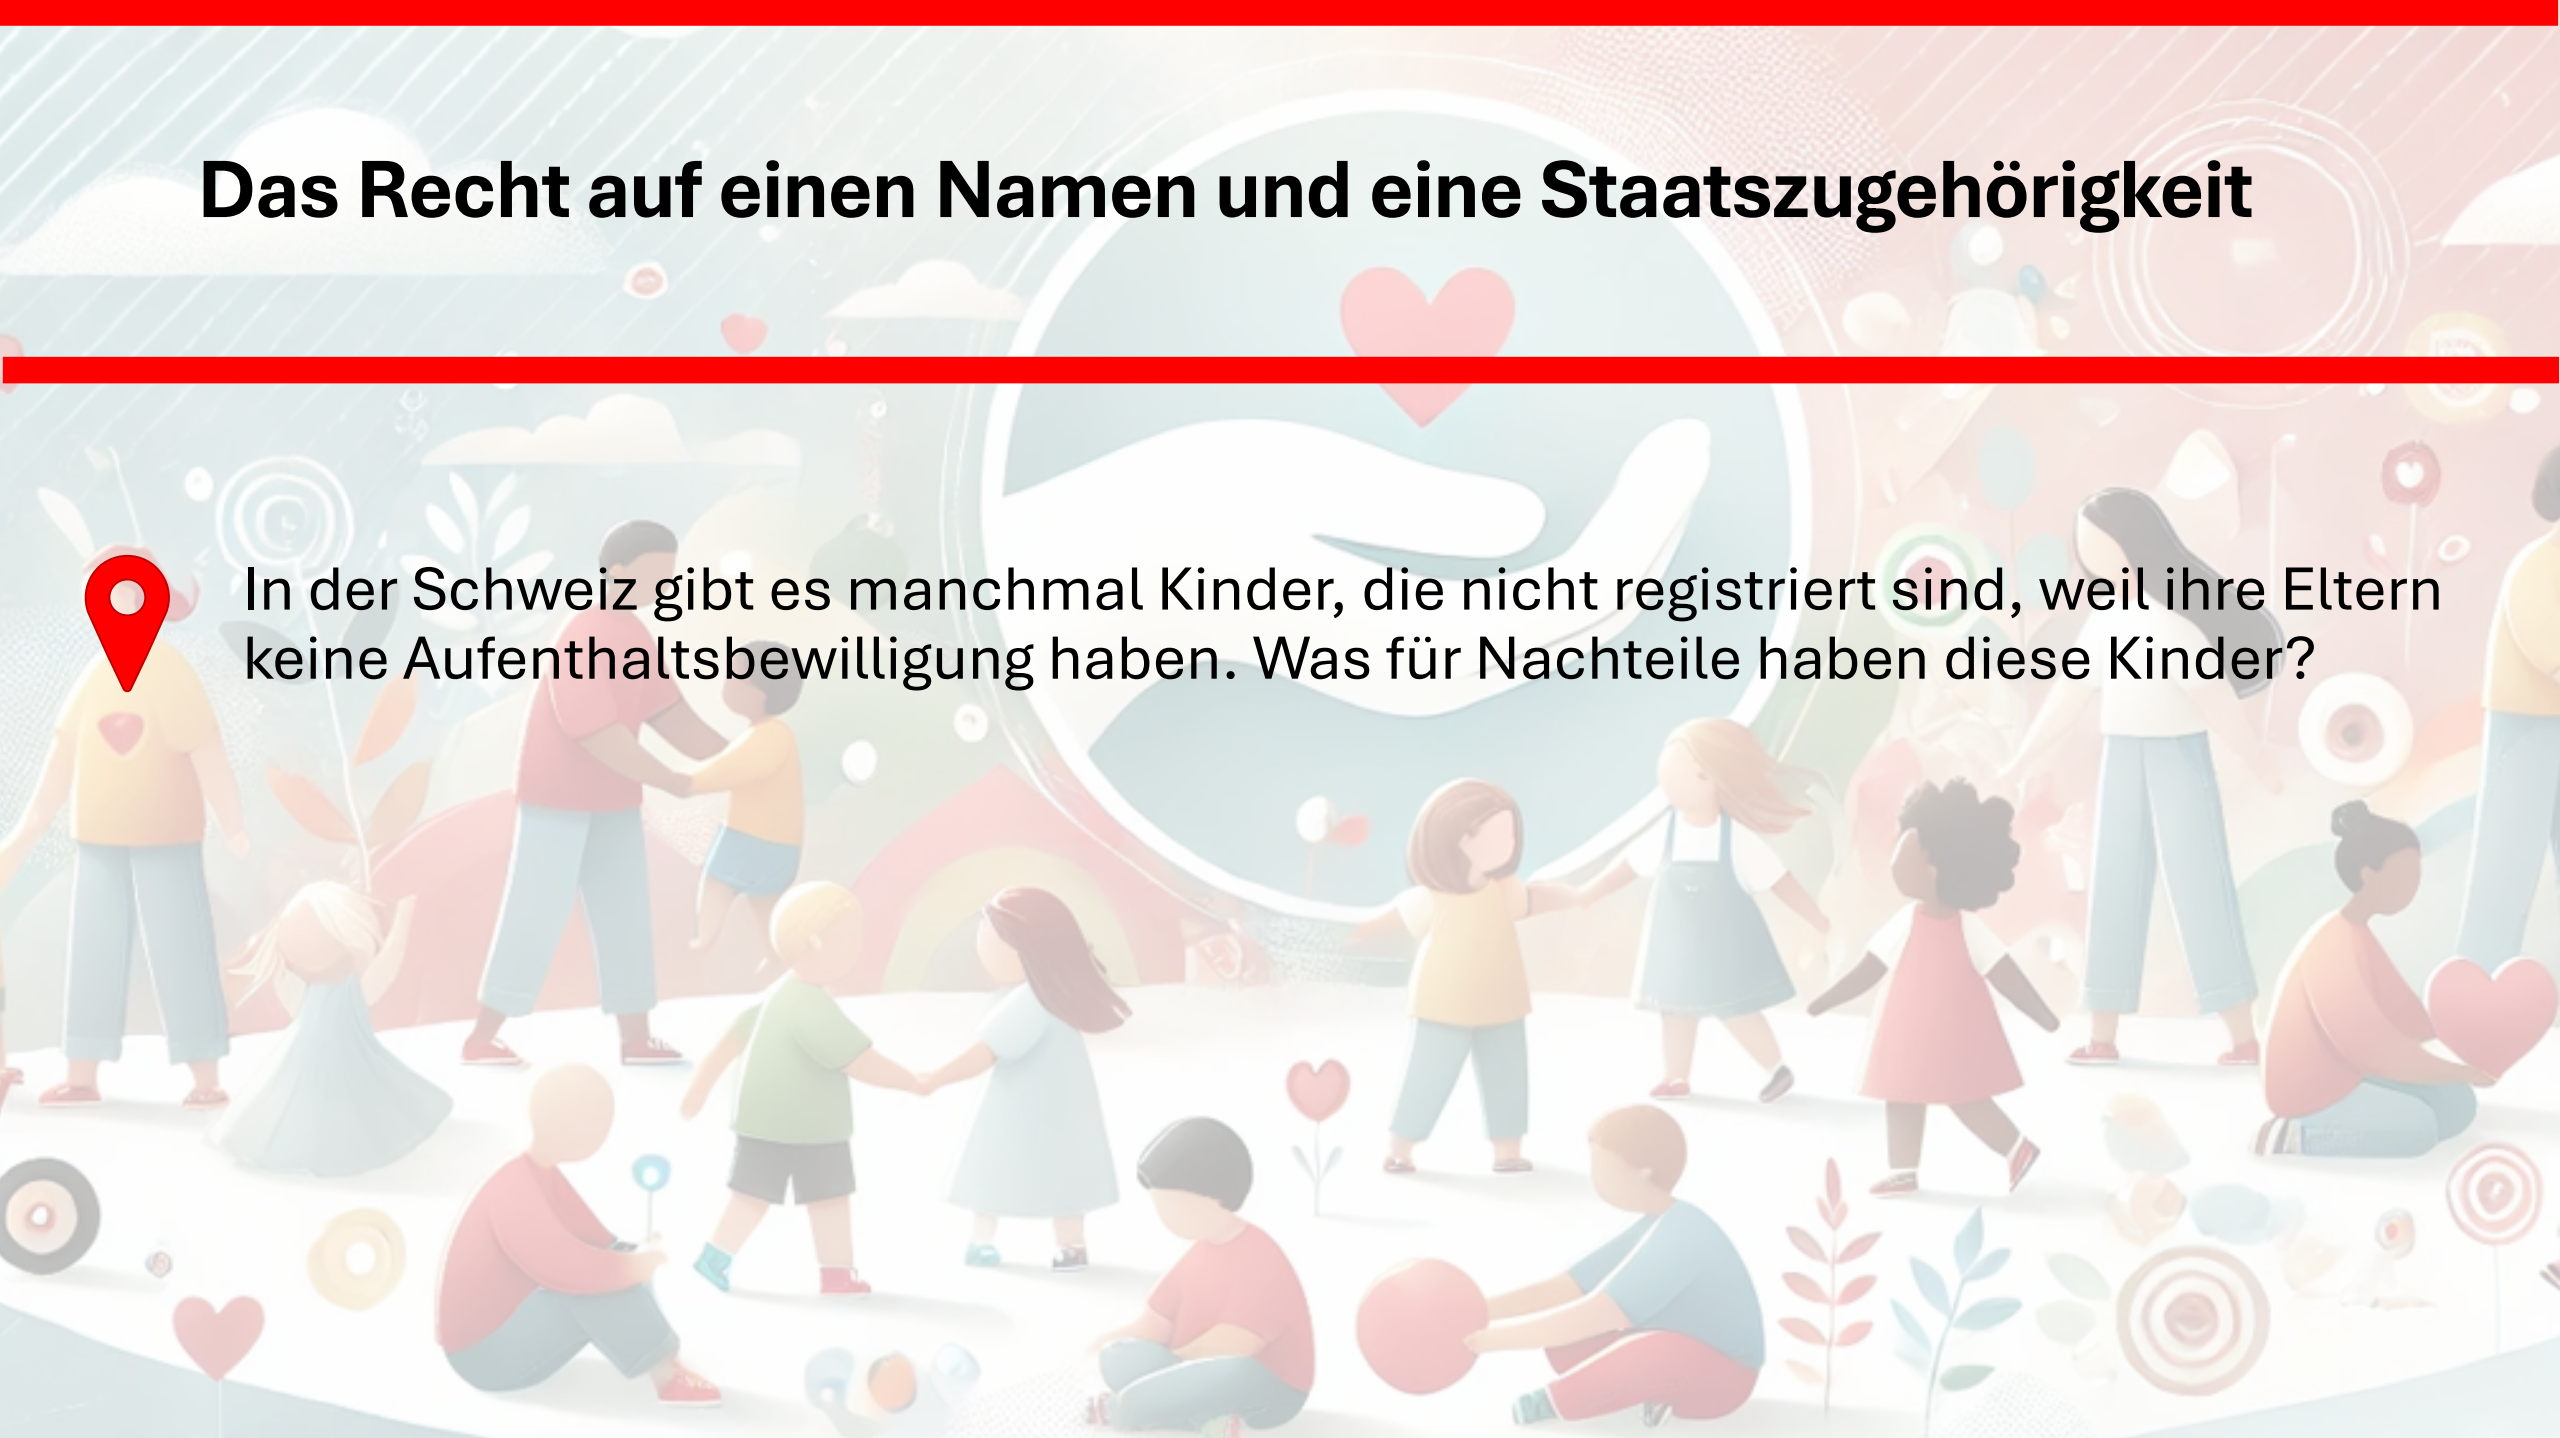 Das Recht auf einen Namen und eine Staatszugehörigkeit
In der Schweiz gibt es manchmal Kinder, die nicht registriert sind, weil ihre Eltern
keine Aufenthaltsbewilligung haben. Was für Nachteile haben diese Kinder?